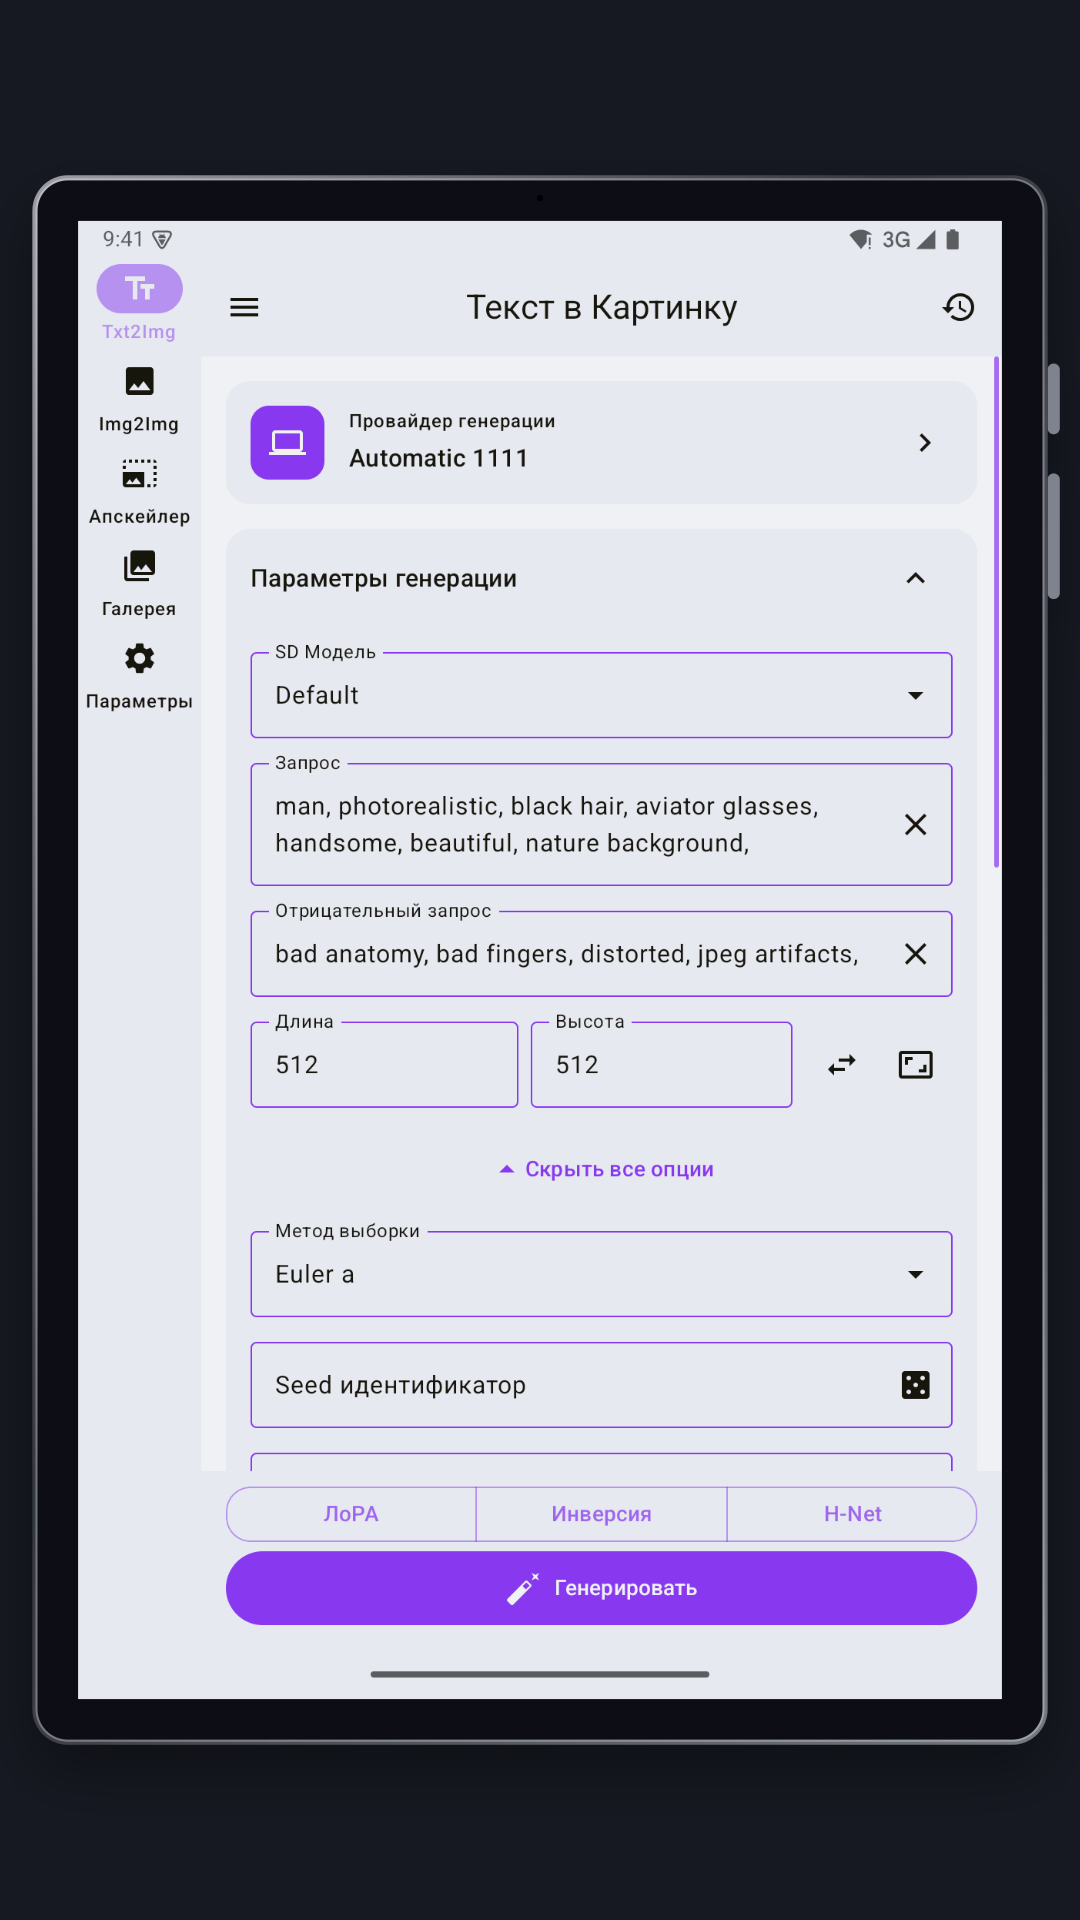 9:41
3G
Txt2Img
Img2Img
Апскейлер
Галерея
Параметры
Текст в Картинку
Провайдер генерации
Automatic 1111
Параметры генерации
SD Модель
Default
Запрос
man, photorealistic, black hair, aviator glasses,
handsome, beautiful, nature background,
Отрицательный запрос
bad anatomy, bad fingers, distorted, jpeg artifacts,
Длина
512
Высота
512
Скрыть все опции
Метод выборки
Euler a
Seed идентификатор
ЛоРА
Инверсия
H-Net
Генерировать